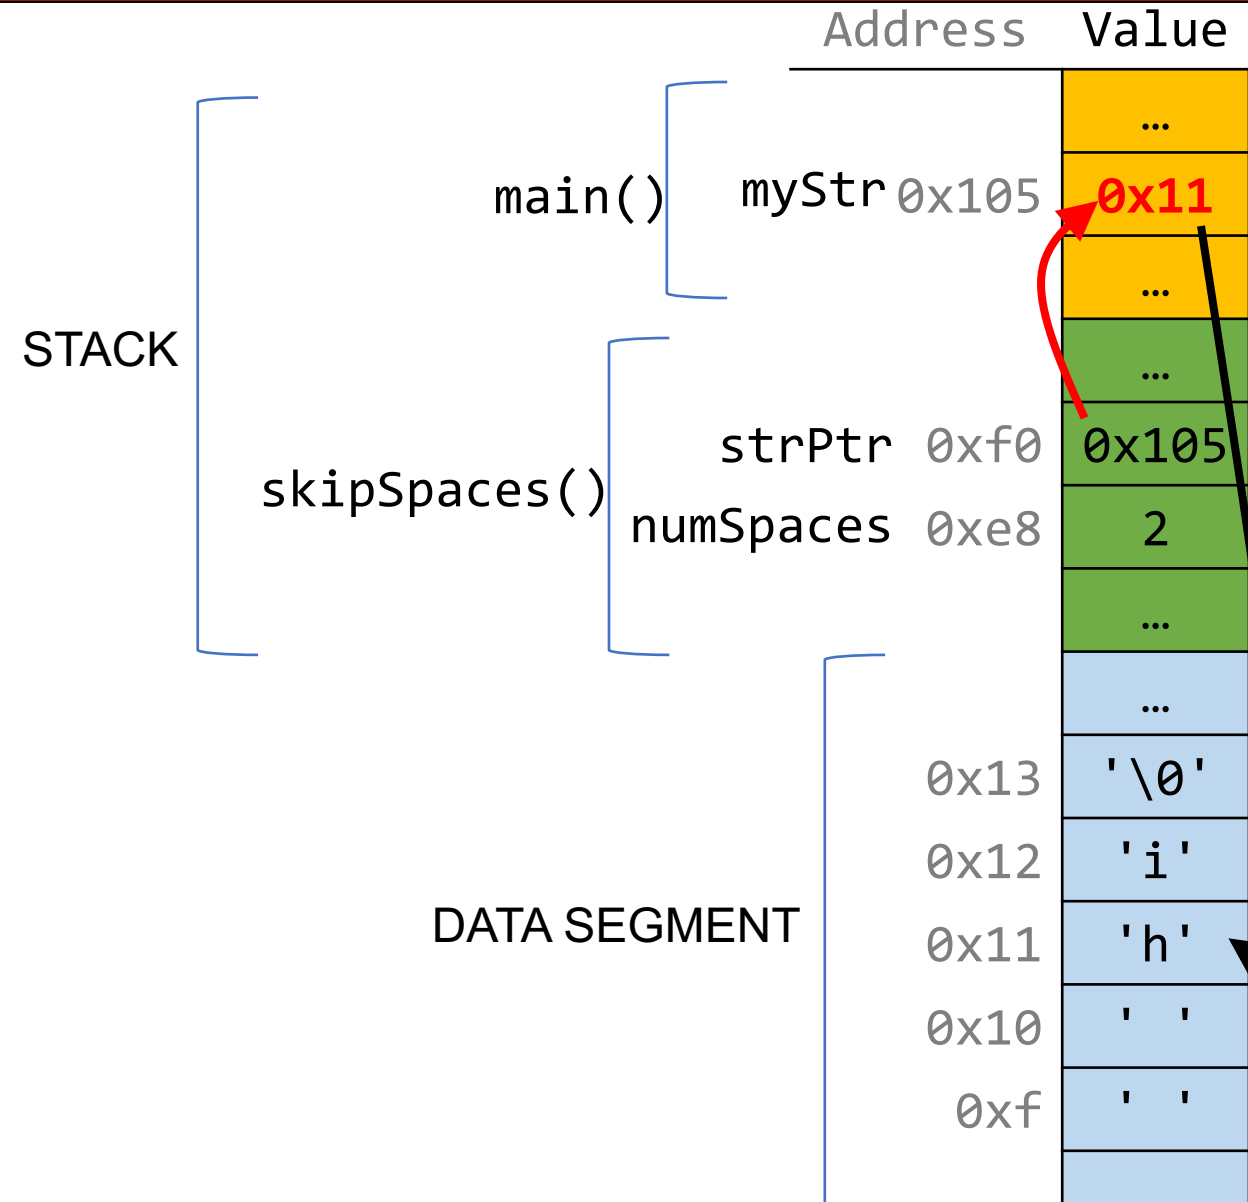 Address Value
…
main() myStr 0x105 0x11
…
STACK
…
strPtr 0xf0 0x105
skipSpaces()
numSpaces 0xe8 2
…
…
0x13 '\0'
0x12 'i'
DATA SEGMENT
0x11 'h'
0x10 ' '
0xf ' '